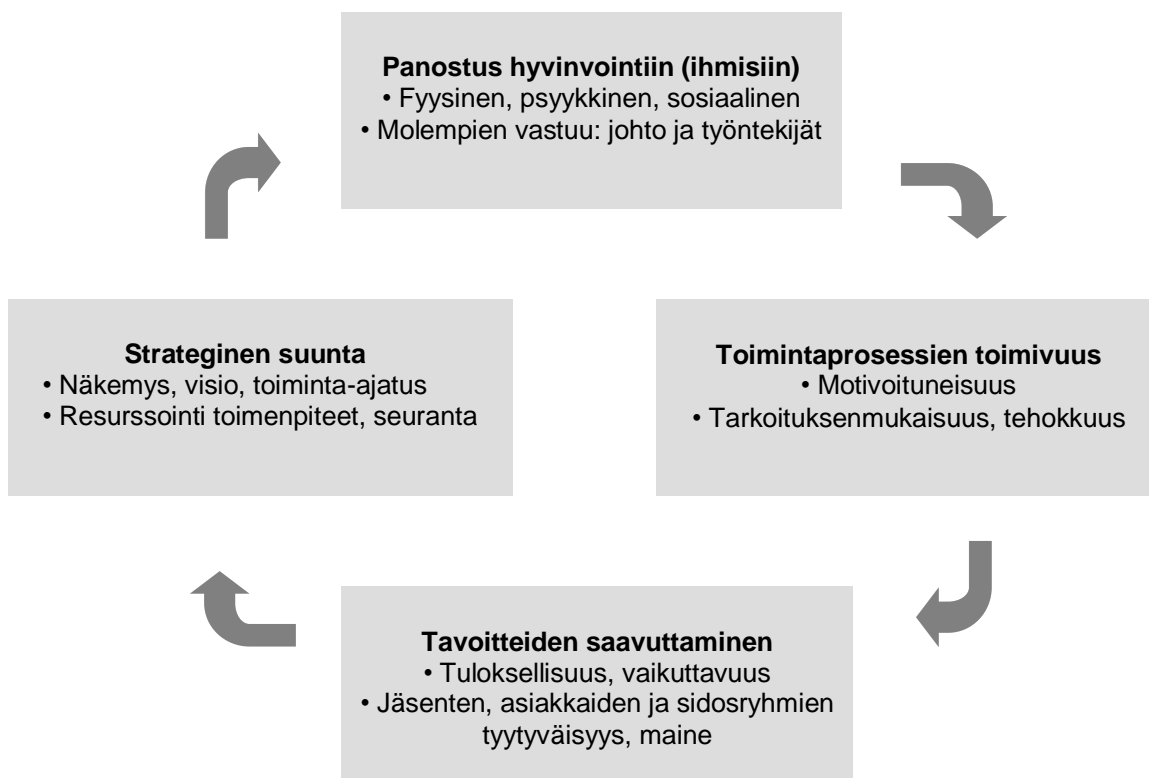 Panostus hyvinvointiin (ihmisiin)
• Fyysinen, psyykkinen, sosiaalinen
• Molempien vastuu: johto ja työntekijät
Strateginen suunta
• Näkemys, visio, toiminta-ajatus
• Resurssointi toimenpiteet, seuranta
Toimintaprosessien toimivuus
• Motivoituneisuus
• Tarkoituksenmukaisuus, tehokkuus
Tavoitteiden saavuttaminen
• Tuloksellisuus, vaikuttavuus
• Jäsenten, asiakkaiden ja sidosryhmien
tyytyväisyys, maine